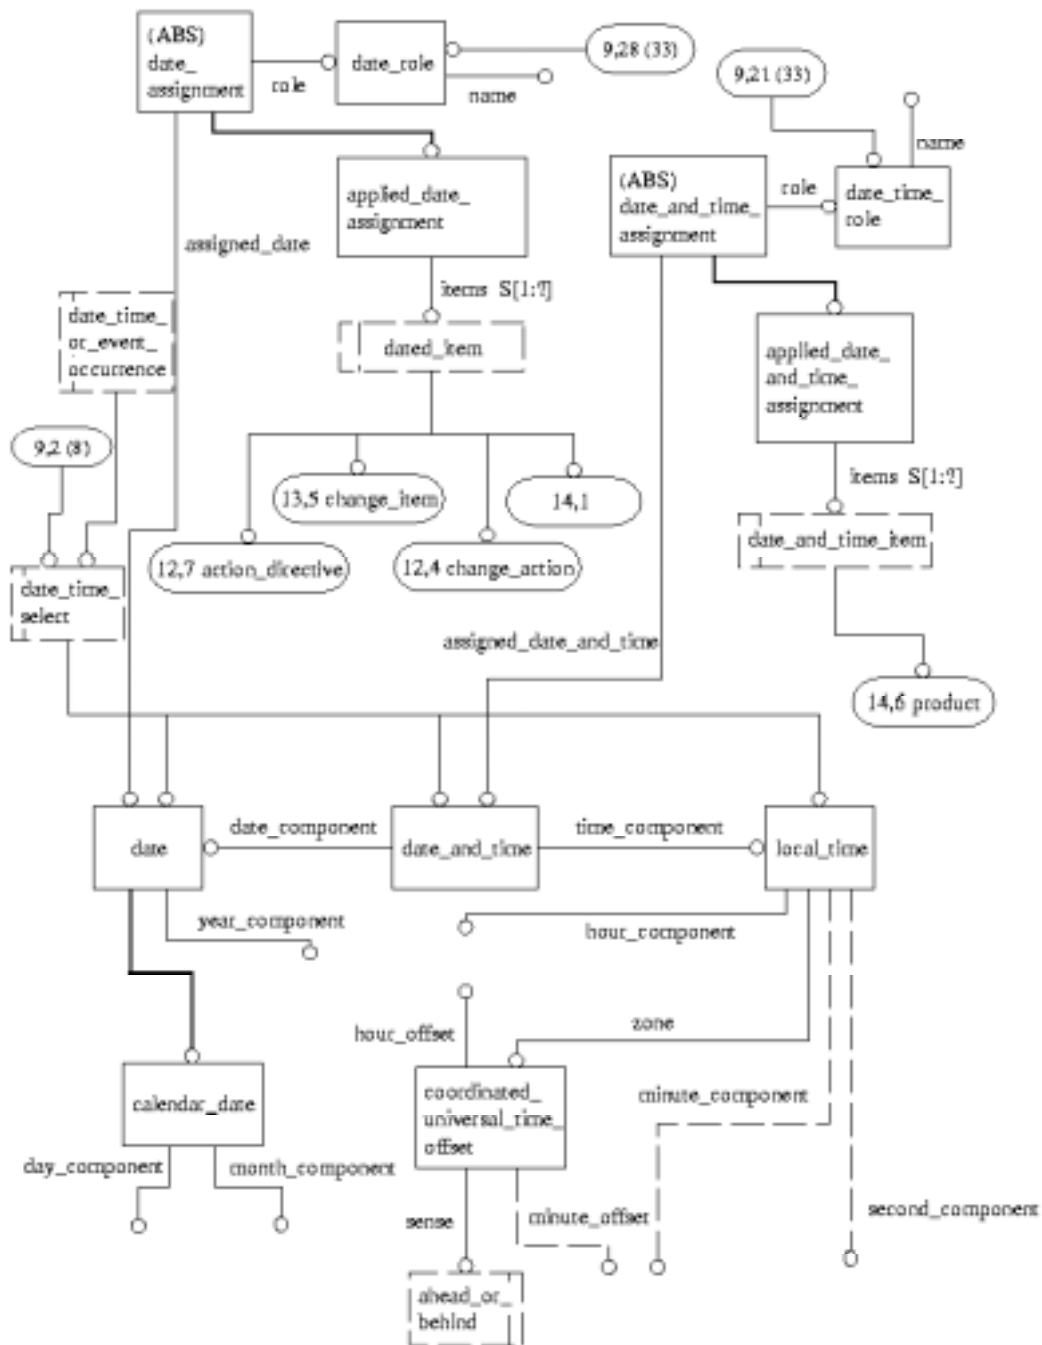 (ABS)
date_
assignment
role
date_role
name
9,28 (33)
9,21 (33)
name
applied_date_
assignment
(ABS)
date_and_time_
assignment
role
date_time_
role
assigned_date
items S[1:?]
date_time_
or_event_
occurrence
dated_item
applied_date_
and_time_
assignment
9,2 (8)
13,5 change_item
14,1
items S[1:?]
12,7 action_directive
12,4 change_action
date_and_time_item
date_time_
select
assigned_date_and_time
14,6 product
date
date_component
date_and_time
time_component
local_time
year_component
hour_component
hour_offset
zone
calendar_date
coordinated_
universal_time_
offset
minute_component
day_component
month_component
sense
minute_offset
second_component
ahead_or_
behind